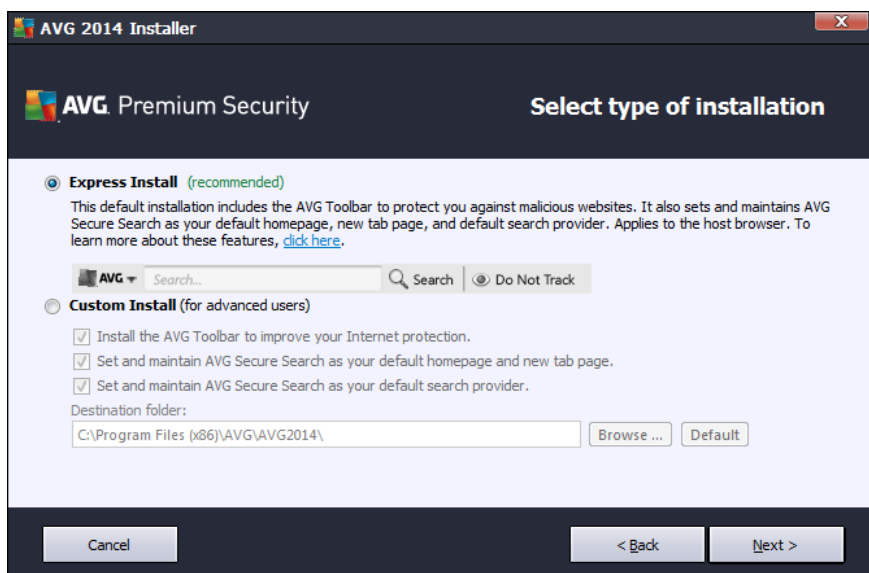 AVG 2014 Installer
X
AVG. Premium Security
Select type of installation
Express Install (recommended)
This default installation includes the AVG Toolbar to protect you against malicious websites. It also sets and maintains AVG
Secure Search as your default homepage, new tab page, and default search provider. Applies to the host browser. To
learn more about these features, click here.
AVG Search... Search Do Not Track
Custom Install (for advanced users)
Install the AVG Toolbar to improve your Internet protection.
Set and maintain AVG Secure Search as your default homepage and new tab page.
Set and maintain AVG Secure Search as your default search provider.
Destination folder:
C:\Program Files (x86)\AVG\AVG2014\ Browse ... Default
Cancel < Back Next >